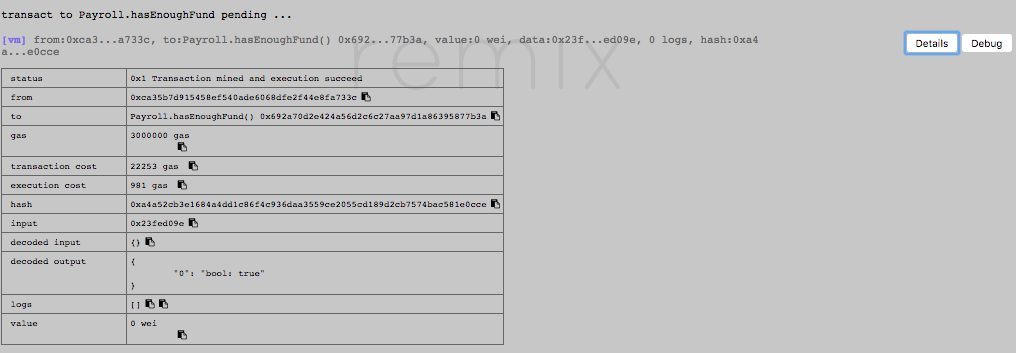 transact to Payroll.hasEnoughFund pending ...
[vm] from:0xca3...a733c, to:Payroll.hasEnoughFund() 0x692...77b3a, value:0 wei, data:0x23f...ed09e, 0 logs, hash:0xa4
a...e0cce
Details Debug
remix
status 0x1 Transaction mined and execution succeed
from 0xca35b7d915458ef540ade6068dfe2f44e8fa733c
to Payroll.hasEnoughFund() 0x692a70d2e424a56d2c6c27aa97d1a86395877b3a
gas 3000000 gas
transaction cost 22253 gas
execution cost 981 gas
hash 0xa4a52cb3e1684a4dd1c86f4c936daa3559ce2055cd189d2cb7574bac581e0cce
input 0x23fed09e
decoded input {}
decoded output {
"0": "bool: true"
}
logs []
value 0 wei